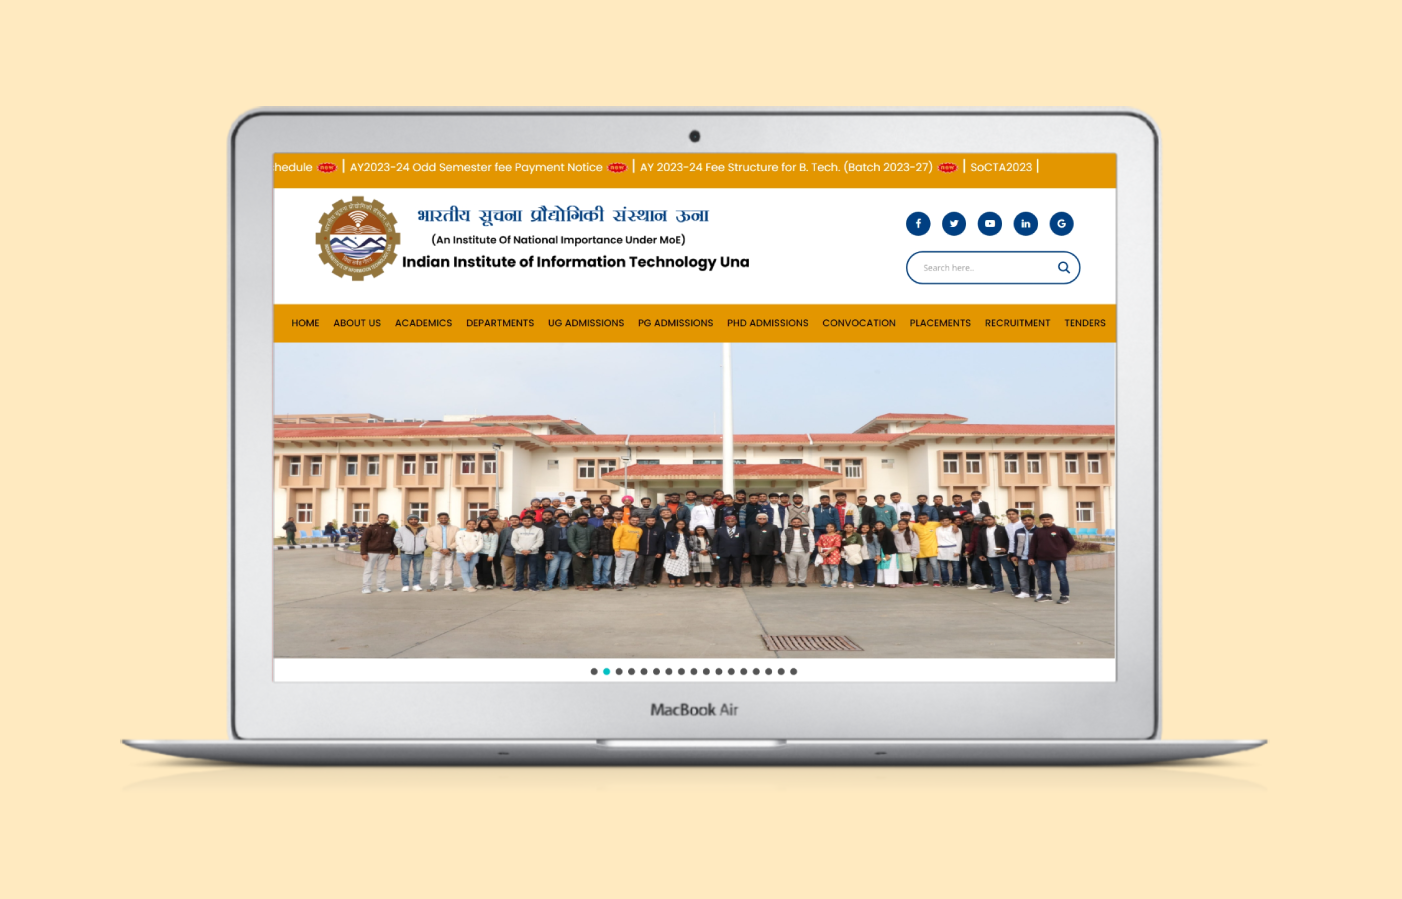 hedule NEW | AY2023-24 Odd Semester fee Payment Notice NEW | AY 2023-24 Fee Structure for B. Tech. (Batch 2023-27) NEW | SoCTA2023 |
भारतीय सूचना प्रौद्योगिकी संस्थान ऊना
(An Institute Of National Importance Under MoE)
Indian Institute of Information Technology Una
Search here..
HOME ABOUT US ACADEMICS DEPARTMENTS UG ADMISSIONS PG ADMISSIONS PHD ADMISSIONS CONVOCATION PLACEMENTS RECRUITMENT TENDERS
MacBook Air